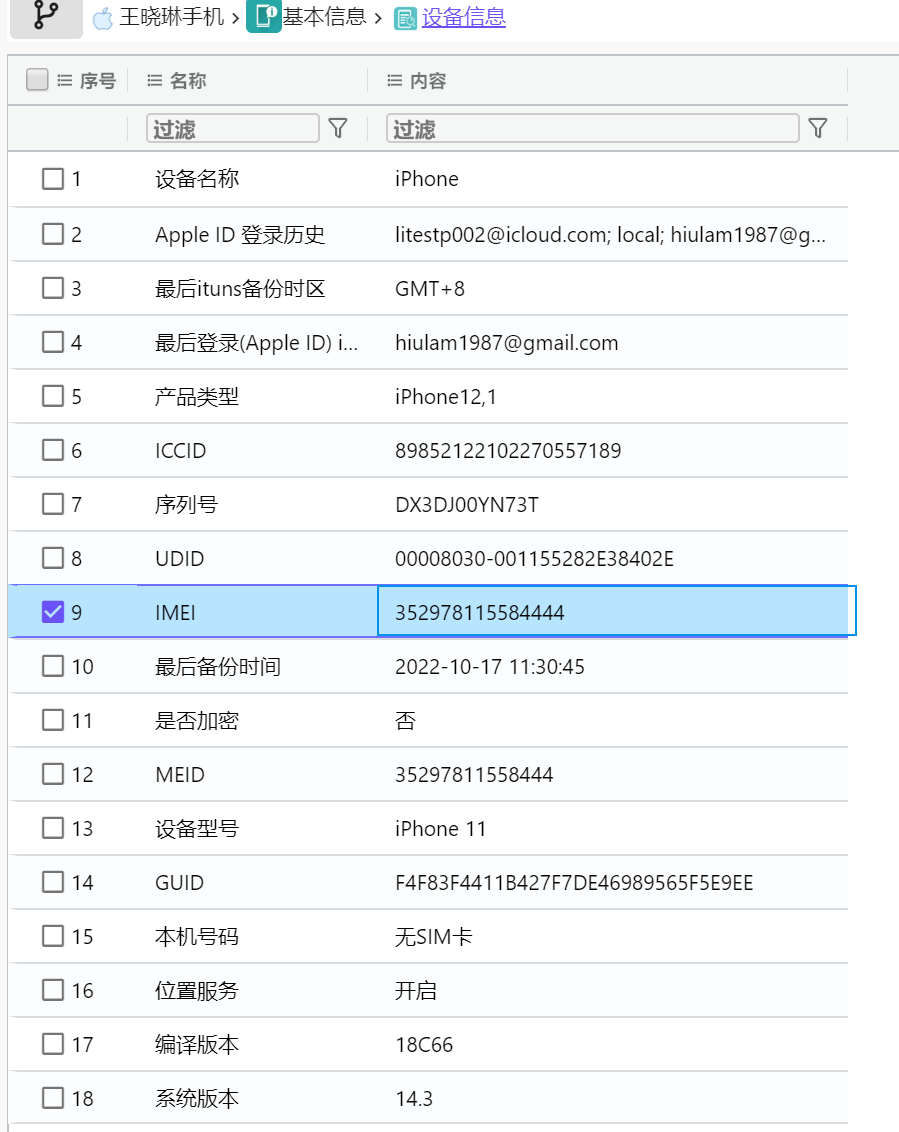 王晓琳手机 > 基本信息 > 设备信息
序号 名称 内容
过滤 过滤
1 设备名称 iPhone
2 Apple ID 登录历史 litestp002@icloud.com; local; hiulam1987@g...
3 最后ituns备份时区 GMT+8
4 最后登录(Apple ID) i... hiulam1987@gmail.com
5 产品类型 iPhone12,1
6 ICCID 89852122102270557189
7 序列号 DX3DJ00YN73T
8 UDID 00008030-001155282E38402E
9 IMEI 352978115584444
10 最后备份时间 2022-10-17 11:30:45
11 是否加密 否
12 MEID 35297811558444
13 设备型号 iPhone 11
14 GUID F4F83F4411B427F7DE46989565F5E9EE
15 本机号码 无SIM卡
16 位置服务 开启
17 编译版本 18C66
18 系统版本 14.3